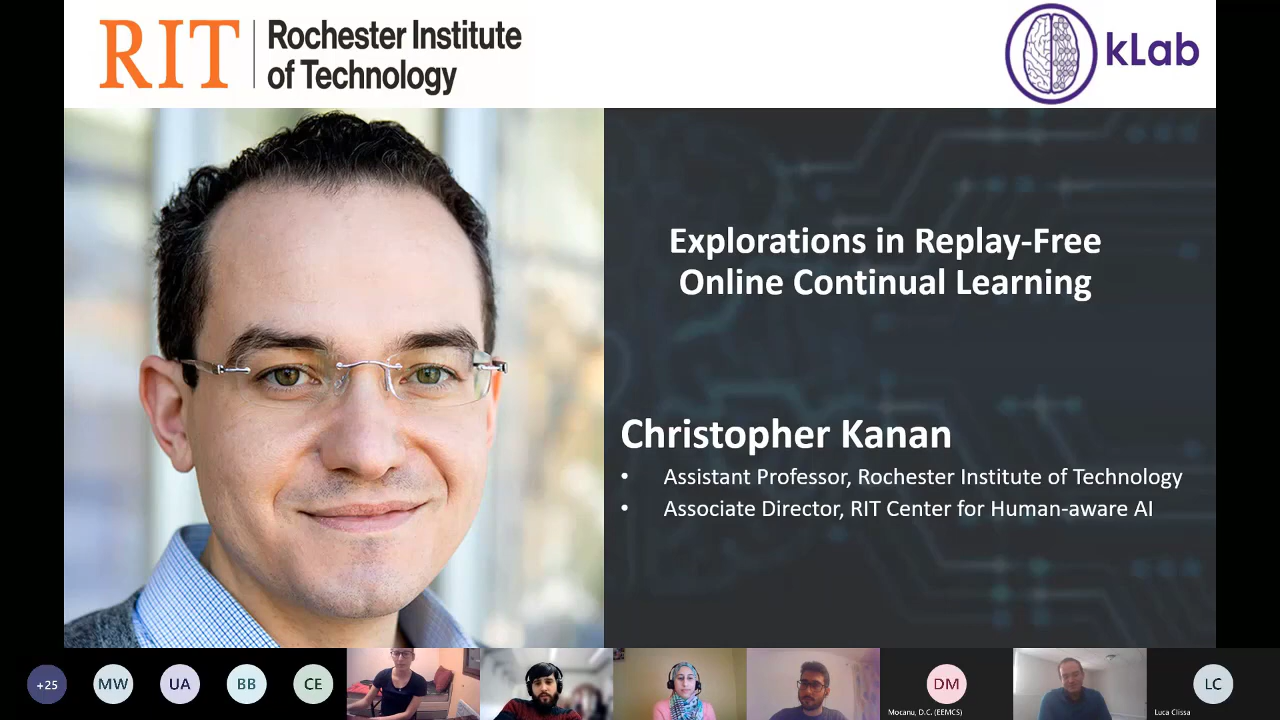 RIT
Rochester Institute
of Technology
kLab
Explorations in Replay-Free
Online Continual Learning
Christopher Kanan
• Assistant Professor, Rochester Institute of Technology
• Associate Director, RIT Center for Human-aware AI
+25
MW
UA
BB
CE
DM
Mocanu, D.C. (EEMCS)
LC
Luca Clissa